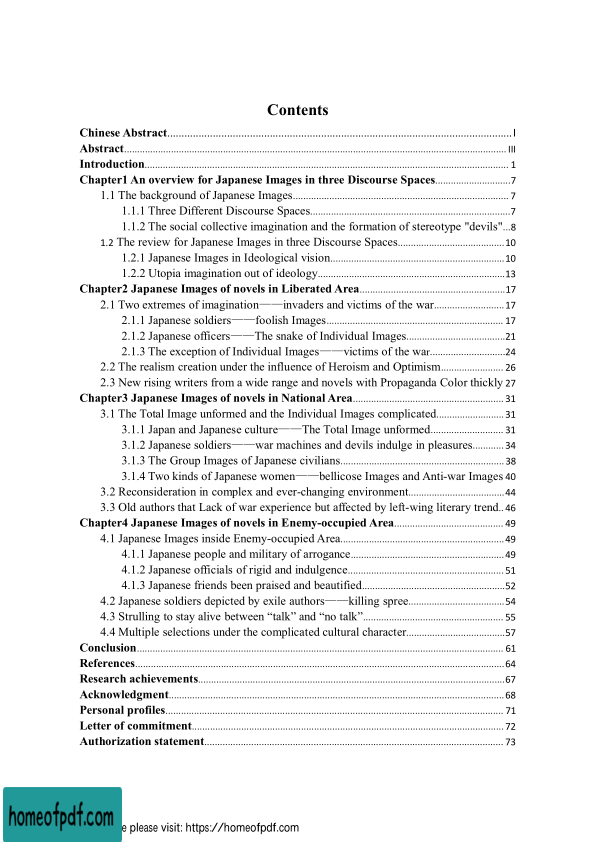 Contents
Chinese Abstract........................................................................................................................I
Abstract...................................................................................................................................III
Introduction..............................................................................................................................1
Chapter1 An overview for Japanese Images in three Discourse Spaces............................7
1.1 The background of Japanese Images..............................................................................7
1.1.1 Three Different Discourse Spaces........................................................................7
1.1.2 The social collective imagination and the formation of stereotype "devils"...8
1.2 The review for Japanese Images in three Discourse Spaces.......................................10
1.2.1 Japanese Images in Ideological vision...............................................................10
1.2.2 Utopia imagination out of ideology....................................................................13
Chapter2 Japanese Images of novels in Liberated Area.....................................................17
2.1 Two extremes of imagination——invaders and victims of the war..........................17
2.1.1 Japanese soldiers——foolish Images.................................................................17
2.1.2 Japanese officers——The snake of Individual Images....................................21
2.1.3 The exception of Individual Images——victims of the war...........................24
2.2 The realism creation under the influence of Heroism and Optimism.......................26
2.3 New rising writers from a wide range and novels with Propaganda Color thickly 27
Chapter3 Japanese Images of novels in National Area.......................................................31
3.1 The Total Image unformed and the Individual Images complicated.........................31
3.1.1 Japan and Japanese culture——The Total Image unformed...........................31
3.1.2 Japanese soldiers——war machines and devils indulge in pleasures............34
3.1.3 The Group Images of Japanese civilians............................................................38
3.1.4 Two kinds of Japanese women——bellicose Images and Anti-war Images 40
3.2 Reconsideration in complex and ever-changing environment...................................44
3.3 Old authors that Lack of war experience but affected by left-wing literary trend..46
Chapter4 Japanese Images of novels in Enemy-occupied Area.........................................49
4.1 Japanese Images inside Enemy-occupied Area...........................................................49
4.1.1 Japanese people and military of arrogance........................................................49
4.1.2 Japanese officials of rigid and indulgence.........................................................51
4.1.3 Japanese friends been praised and beautified....................................................52
4.2 Japanese soldiers depicted by exile authors——killing spree...................................54
4.3 Strulling to stay alive between “talk” and “no talk”...................................................55
4.4 Multiple selections under the complicated cultural character....................................57
Conclusion...............................................................................................................................61
References................................................................................................................................64
Research achievements...........................................................................................................67
Acknowledgment.....................................................................................................................68
Personal profiles......................................................................................................................71
Letter of commitment.............................................................................................................72
Authorization statement.........................................................................................................73
homeofpdf.com
please visit: https://homeofpdf.com